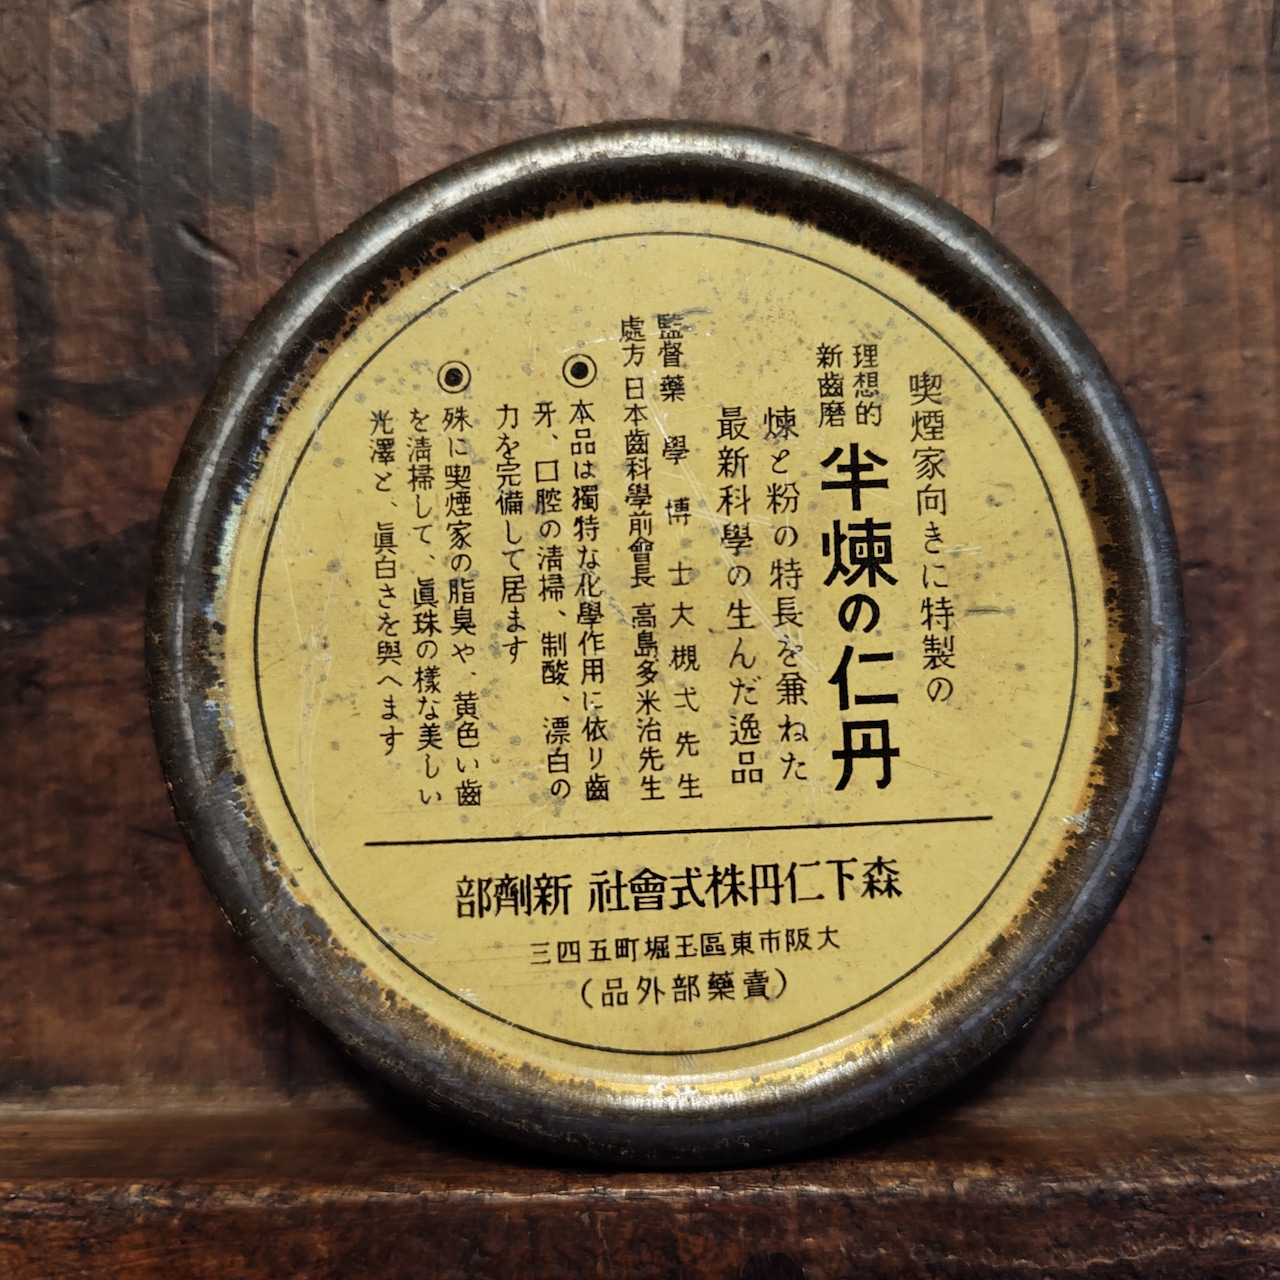 喫煙家向きに特製の
理想的
新齒磨
半煉の仁丹
煉と粉の特長を兼ねた
最新科學の生んだ逸品
監督 藥學博士 大槻弌先生
處方 日本齒科學前會長 高島多米治先生
◉本品は獨特な化學作用に依り齒
牙、口腔の淸掃、制酸、漂白の
力を完備して居ます
◉殊に喫煙家の脂臭や、黄色い齒
を淸掃して、眞珠の樣な美しい
光澤と、眞白さを與へます
森下仁丹株式會社 新劑部
大阪市東區玉堀町五四三
(賣藥部外品)